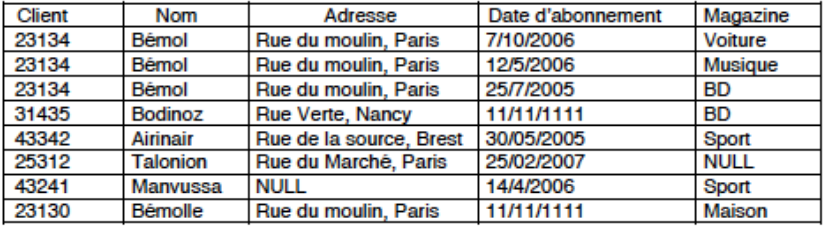 Client Nom Adresse Date d'abonnement Magazine
23134 Bémol Rue du moulin, Paris 7/10/2006 Voiture
23134 Bémol Rue du moulin, Paris 12/5/2006 Musique
23134 Bémol Rue du moulin, Paris 25/7/2005 BD
31435 Bodinoz Rue Verte, Nancy 11/11/1111 BD
43342 Airinair Rue de la source, Brest 30/05/2005 Sport
25312 Talonion Rue du Marché, Paris 25/02/2007 NULL
43241 Manvussa NULL 14/4/2006 Sport
23130 Bémolle Rue du moulin, Paris 11/11/1111 Maison